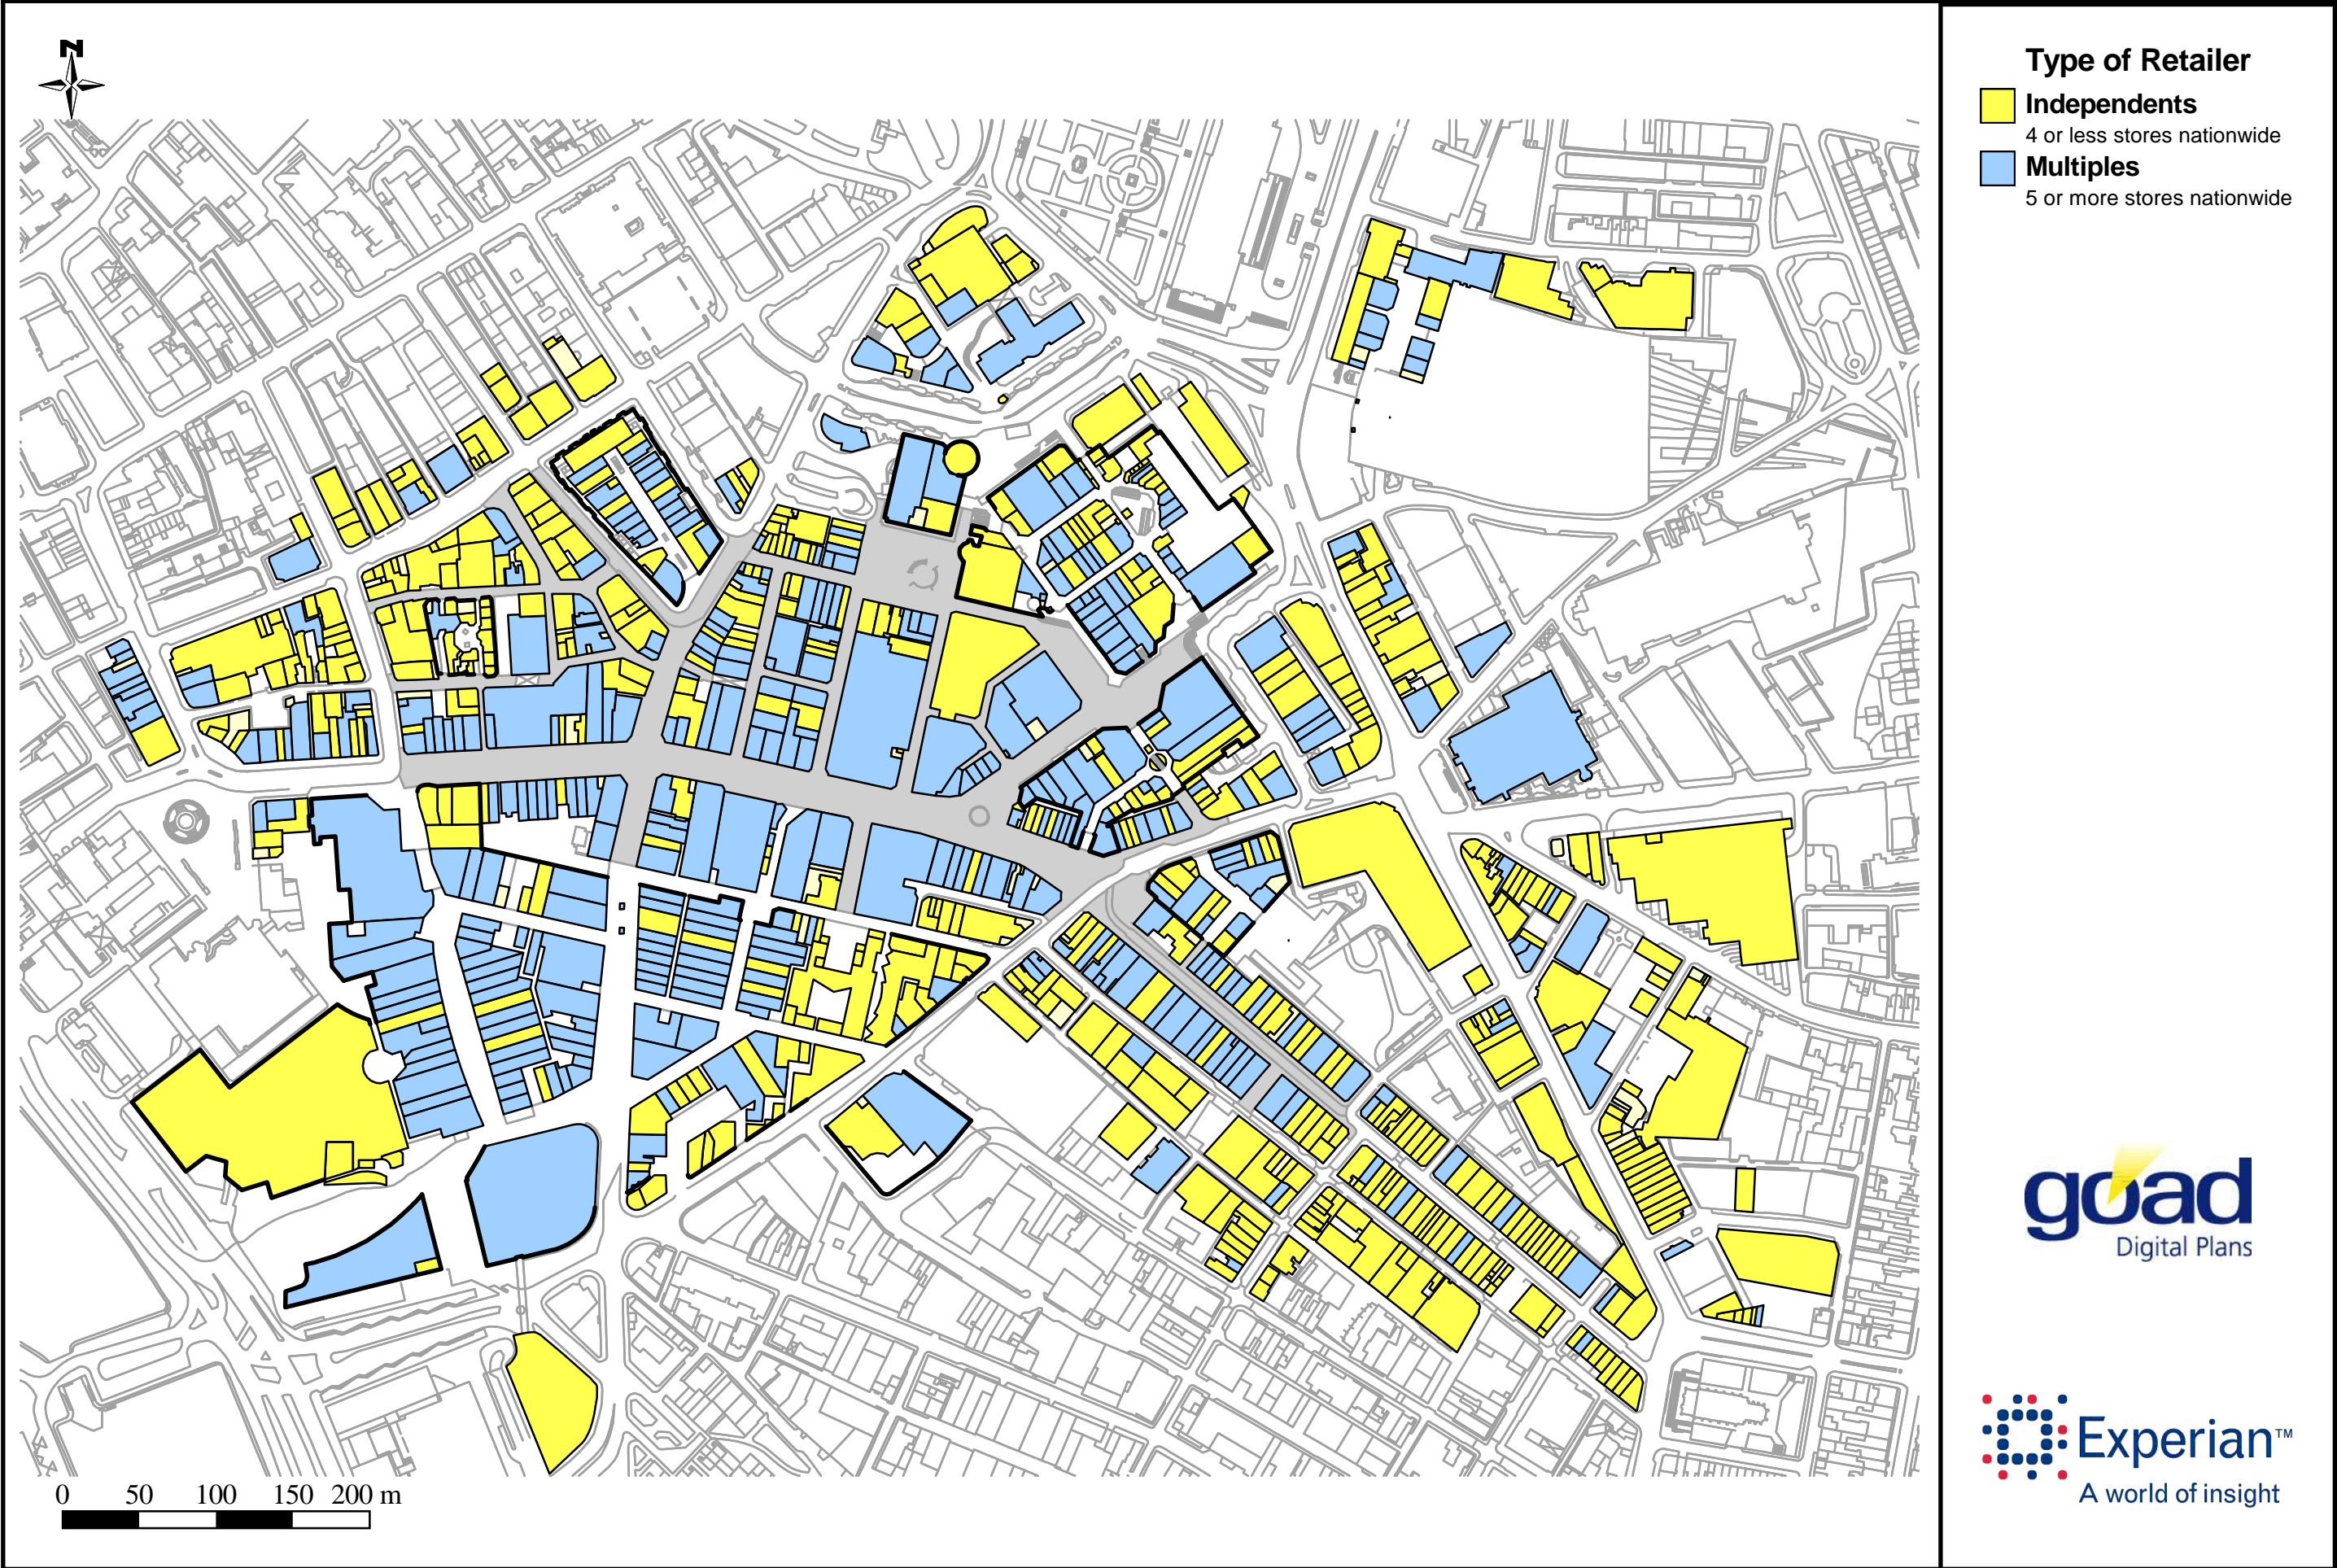 N
Type of Retailer
Independents
4 or less stores nationwide
Multiples
5 or more stores nationwide
goad
Digital Plans
Experian™
A world of insight
0 50 100 150 200 m